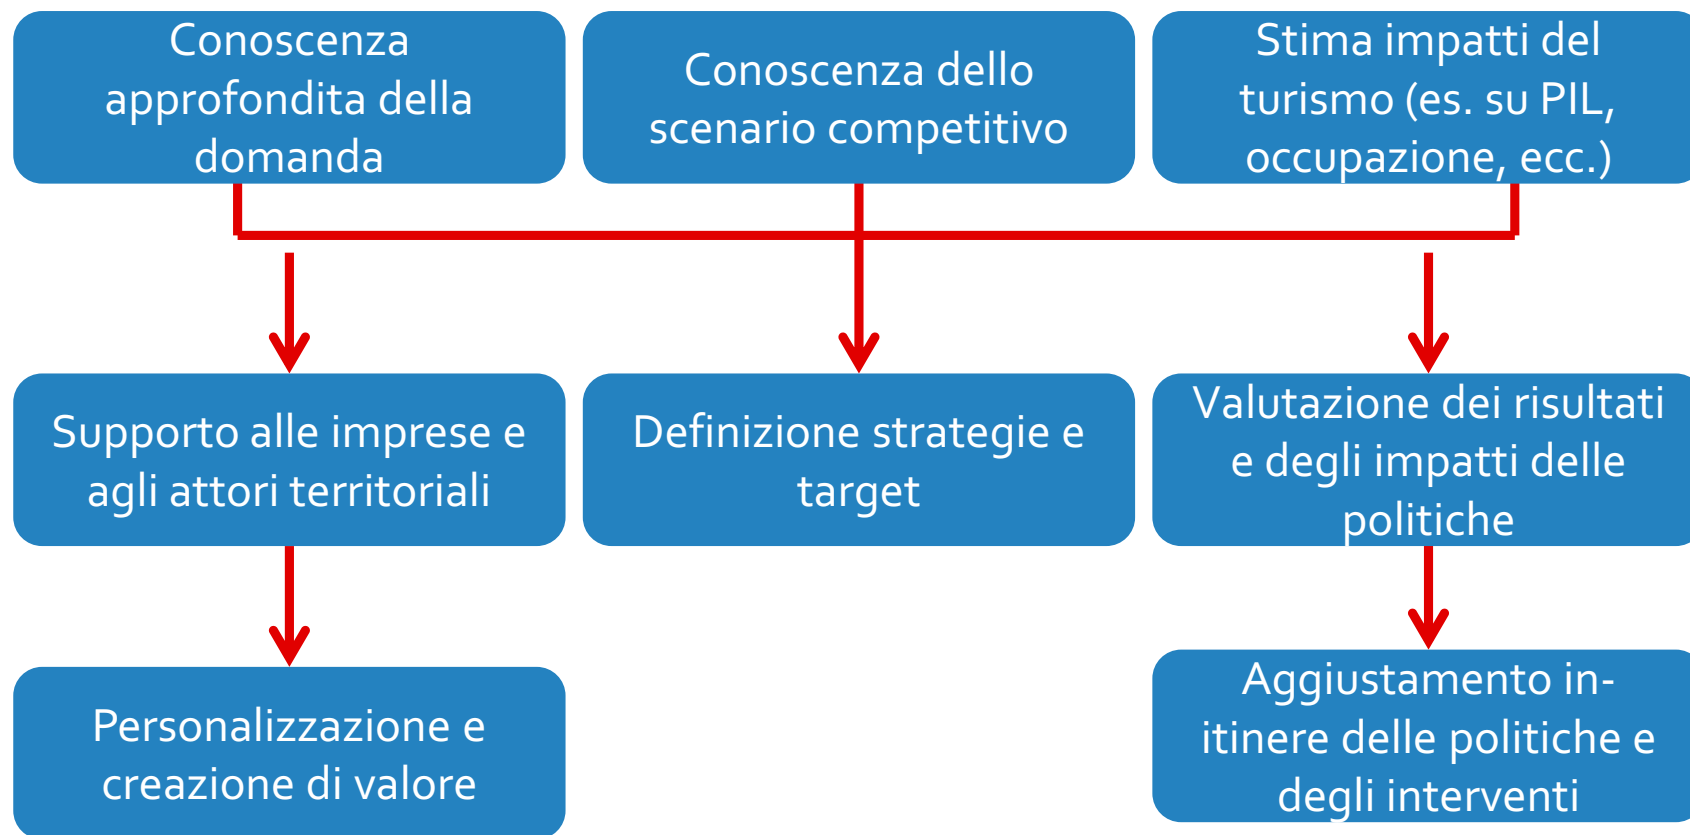 Conoscenza
approfondita della
domanda
Conoscenza dello
scenario competitivo
Stima impatti del
turismo (es. su PIL,
occupazione, ecc.)
Supporto alle imprese e
agli attori territoriali
Definizione strategie e
target
Valutazione dei risultati
e degli impatti delle
politiche
Personalizzazione e
creazione di valore
Aggiustamento in-
itinere delle politiche e
degli interventi